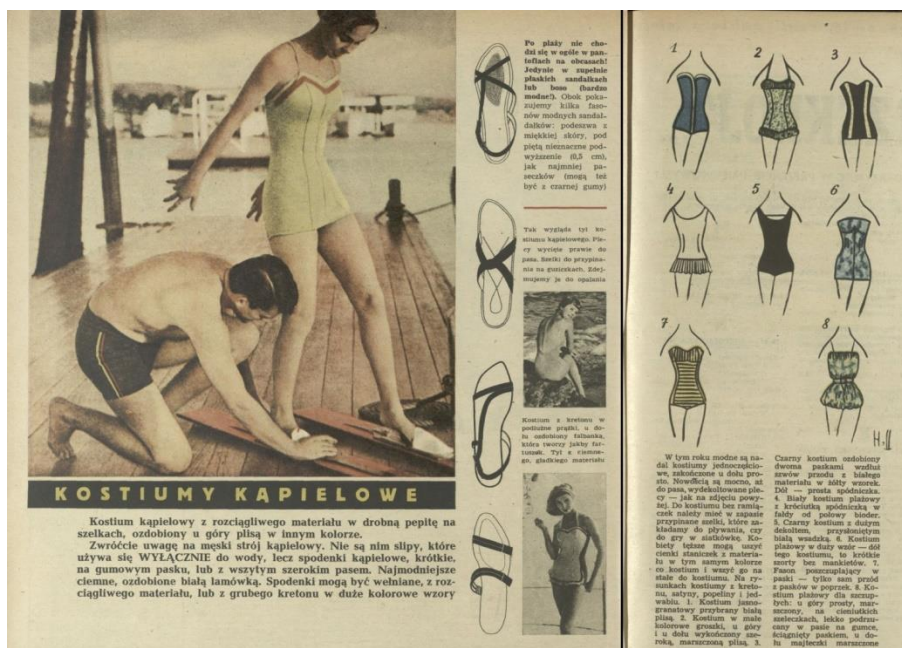 KOSTIUMY KĄPIELOWE
Kostium kąpielowy z rozciągliwego materiału w drobną pepitę na
szelkach, ozdobiony u góry plisą w innym kolorze.
Zwróćcie uwagę na męski strój kąpielowy. Nie są nim slipy, które
używa się WYŁĄCZNIE do wody, lecz spodenki kąpielowe, krótkie,
na gumowym pasku, lub z wszytym szerokim pasem. Najmodniejsze
ciemne, ozdobione białą lamówką. Spodenki mogą być wełniane, z roz-
ciągliwego materiału, lub z grubego kretonu w duże kolorowe wzory
Po plaży nie cho-
dzi się w ogóle w pan-
toflach na obcasach!
Jedynie w zupełnie
płaskich sandałkach
lub boso (bardzo
modne!). Obok poka-
zujemy kilka faso-
nów modnych sandał-
dałków: podeszwa z
miękkiej skóry, pod
piętą nieznaczne pod-
wyższenie (0,5 cm),
jak najmniej pa-
seczków (mogą też
być z czarnej gumy)
Tak wygląda tył ko-
stiumu kąpielowego. Ple-
cy wycięte prawie do
pasa. Szelki do przypina-
nia na guziczkach. Zdej-
mujemy je do opalania
Kostium z kretonu w
podłużne prążki, u do-
łu ozdobiony falbanką,
która tworzy jakby far-
tuszek. Tył z ciemne-
go, gładkiego materiału
1
2
3
4
5
6
7
8
W tym roku modne są na-
dal kostiumy jednoczęścio-
we, zakończone u dołu pro-
sto. Nowością są mocno, aż
do pasa, wydekoltowane ple-
cy — jak na zdjęciu powy-
żej. Do kostiumu bez ramią-
czek należy mieć w zapasie
przypinane szelki, które za-
kładamy do pływania, czy
do gry w siatkówkę. Ko-
biety tęższe mogą uszyć
cienki staniczek z materia-
łu w tym samym kolorze
co kostium i wszyć go na
stałe do kostiumu. Na ry-
sunkach kostiumy z kreto-
nu, satyny, popeliny i jed-
wabiu. 1. Kostium jasno-
granatowy przybrany białą
plisą. 2. Kostium w małe
kolorowe groszki, u góry
i u dołu wykończony sze-
roką, marszczoną plisą. 3.
Czarny kostium ozdobiony
dwoma paskami wzdłuż
szwów przodu z białego
materiału w żółty wzorek.
Dół — prosta spódniczka.
4. Biały kostium plażowy
z króciutką spódniczką w
fałdy od połowy bioder.
5. Czarny kostium z dużym
dekoltem, przysłoniętym
białą wsadką. 6. Kostium
plażowy w duży wzór — dół
tego kostiumu, to krótkie
szorty bez mankietów. 7.
Fason poszczuplający w
paski — tylko sam przód
z pasków w poprzek. 8. Ko-
stium plażowy dla szczup-
łych: u góry prosty, mar-
szczony, na cieniutkich
szeleczkach, lekko podrzu-
cany w pasie na gumce,
ściągnięty paskiem, u do-
łu majteczki marszczone